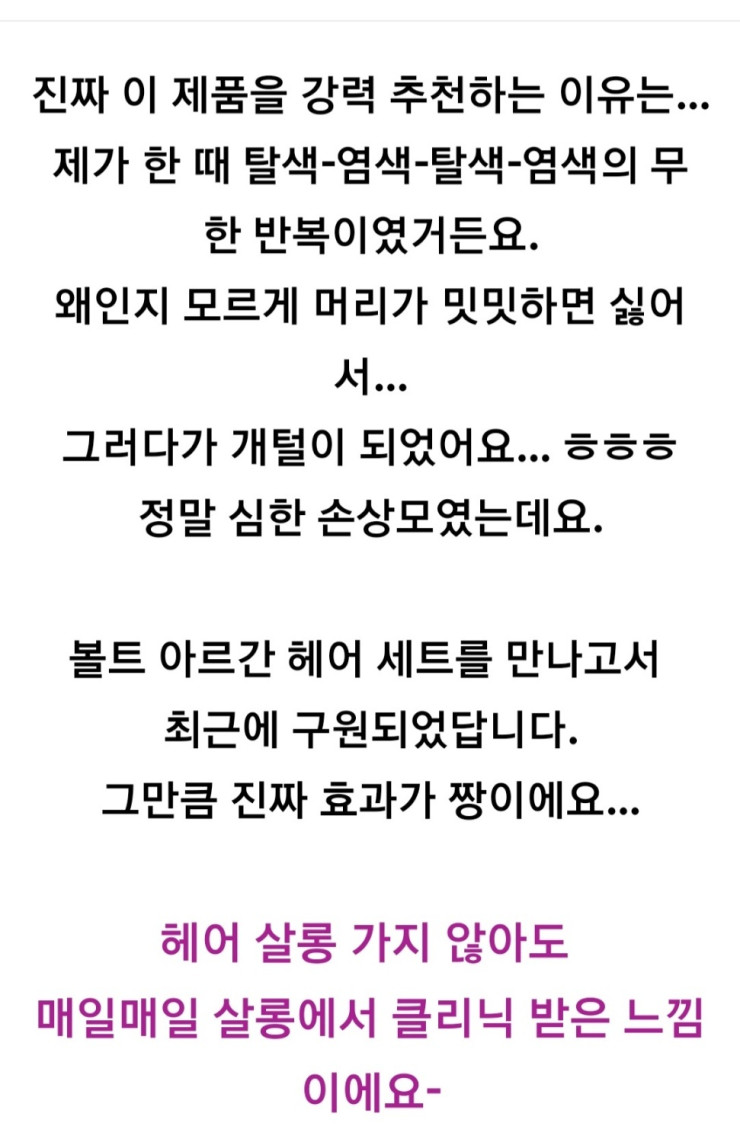 진짜 이 제품을 강력 추천하는 이유는...
제가 한 때 탈색-염색-탈색-염색의 무
한 반복이였거든요.
왜인지 모르게 머리가 밋밋하면 싫어
서...
그러다가 개털이 되었어요... ㅎㅎㅎ
정말 심한 손상모였는데요.
볼트 아르간 헤어 세트를 만나고서
최근에 구원되었답니다.
그만큼 진짜 효과가 짱이에요...
헤어 살롱 가지 않아도
매일매일 살롱에서 클리닉 받은 느낌
이에요-